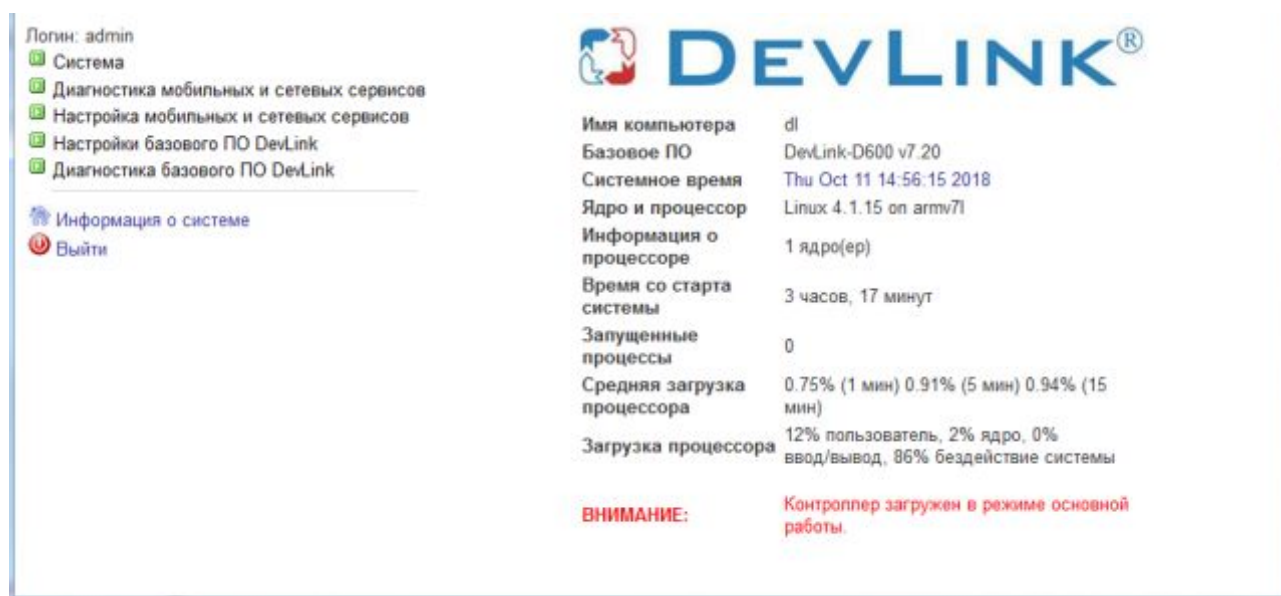 Логин: admin
Система
Диагностика мобильных и сетевых сервисов
Настройка мобильных и сетевых сервисов
Настройки базового ПО DevLink
Диагностика базового ПО DevLink
Информация о системе
Выйти
DEVLINK®
Имя компьютера dl
Базовое ПО DevLink-D600 v7.20
Системное время Thu Oct 11 14:56:15 2018
Ядро и процессор Linux 4.1.15 on armv7l
Информация о
процессоре 1 ядро(ер)
Время со старта
системы 3 часов, 17 минут
Запущенные
процессы 0
Средняя загрузка 0.75% (1 мин) 0.91% (5 мин) 0.94% (15
процессора мин)
Загрузка процессора 12% пользователь, 2% ядро, 0%
ввод/вывод, 86% бездействие системы
ВНИМАНИЕ: Контроллер загружен в режиме основной
работы.